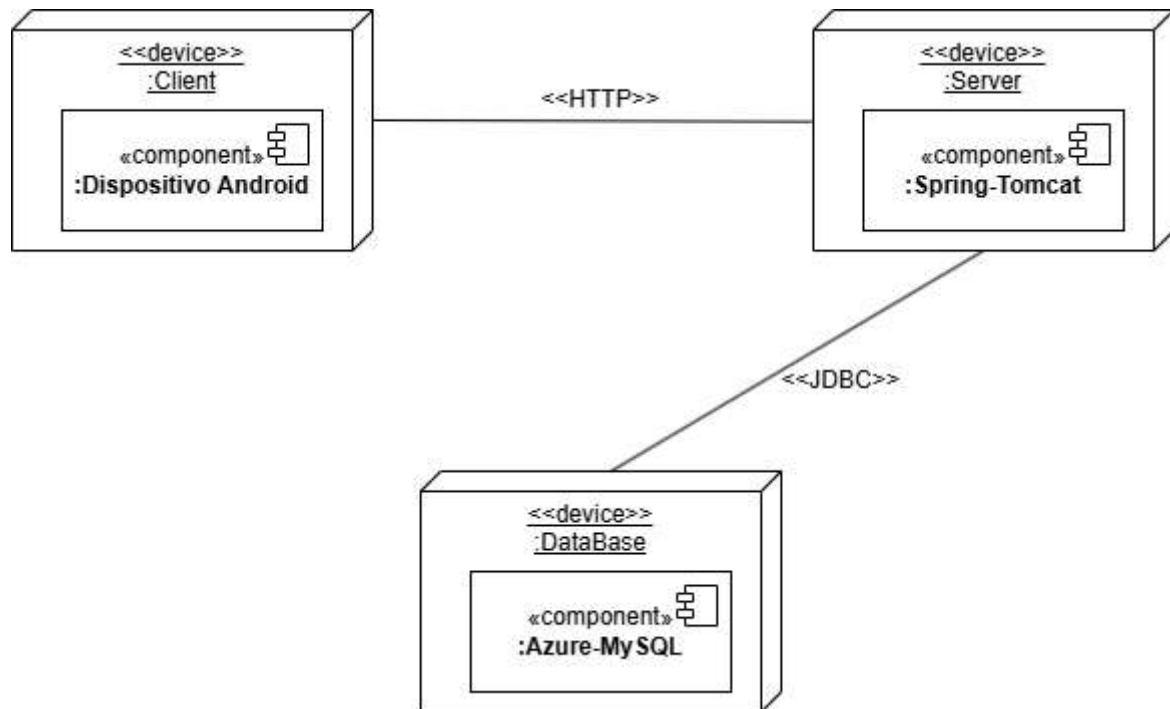 <<device>>
:Client
«component»
:Dispositivo Android
<<HTTP>>
<<device>>
:Server
«component»
:Spring-Tomcat
<<JDBC>>
<<device>>
:DataBase
«component»
:Azure-MySQL